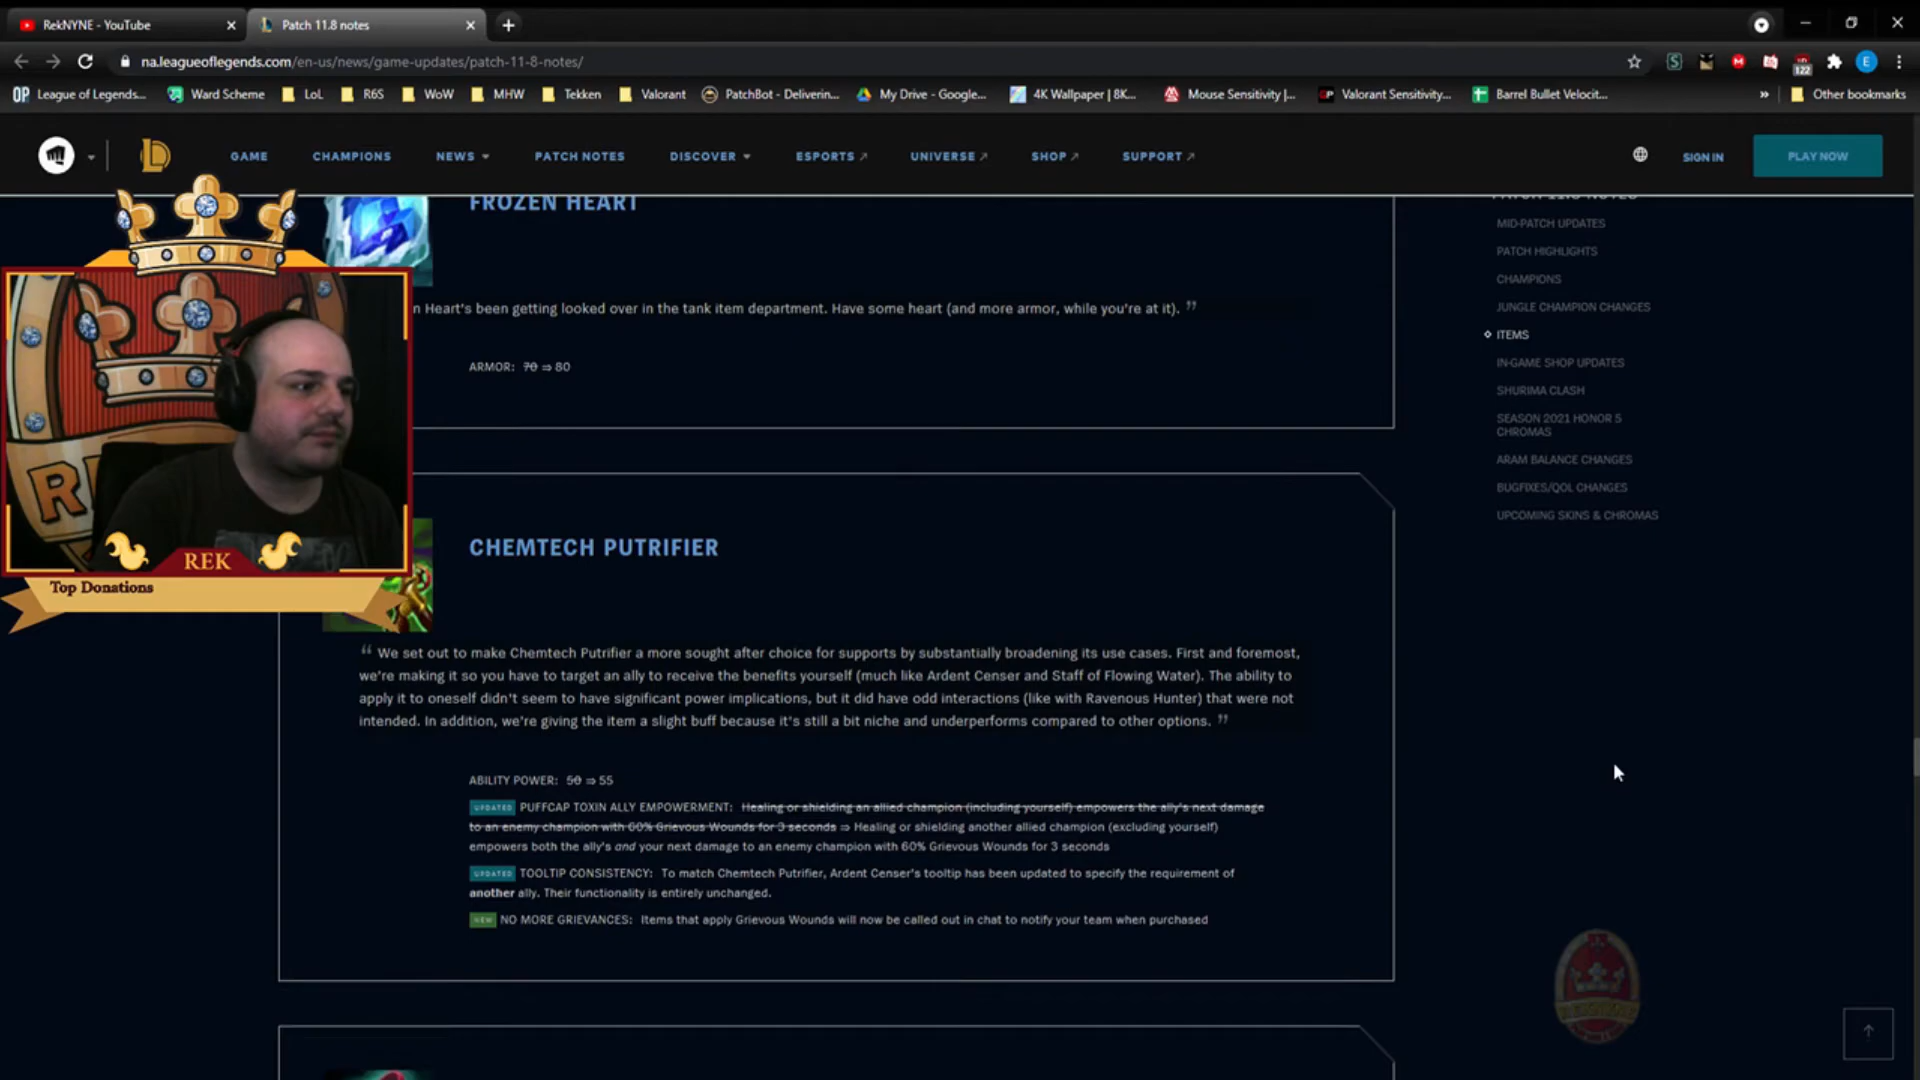 RekNYNE - YouTube
Patch 11.8 notes
na.leagueoflegends.com/en-us/news/game-updates/patch-11-8-notes/
122
E
OP League of Legends...
Ward Scheme
LoL
R6S
WoW
MHW
Tekken
Valorant
PatchBot - Deliverin...
My Drive - Google...
4K Wallpaper | 8K...
Mouse Sensitivity |...
Valorant Sensitivity...
Barrel Bullet Velocit...
»
Other bookmarks
GAME
CHAMPIONS
NEWS
PATCH NOTES
DISCOVER
ESPORTS
UNIVERSE
SHOP
SUPPORT
SIGN IN
PLAY NOW
FROZEN HEART
n Heart's been getting looked over in the tank item department. Have some heart (and more armor, while you're at it). ”
ARMOR: 70 ⇒ 80
REK
Top Donations
CHEMTECH PUTRIFIER
“ We set out to make Chemtech Putrifier a more sought after choice for supports by substantially broadening its use cases. First and foremost,
we're making it so you have to target an ally to receive the benefits yourself (much like Ardent Censer and Staff of Flowing Water). The ability to
apply it to oneself didn't seem to have significant power implications, but it did have odd interactions (like with Ravenous Hunter) that were not
intended. In addition, we're giving the item a slight buff because it's still a bit niche and underperforms compared to other options. ”
ABILITY POWER: 50 ⇒ 55
UPDATED PUFFCAP TOXIN ALLY EMPOWERMENT: Healing or shielding an allied champion (including yourself) empowers the ally's next damage
to an enemy champion with 60% Grievous Wounds for 3 seconds ⇒ Healing or shielding another allied champion (excluding yourself)
empowers both the ally's and your next damage to an enemy champion with 60% Grievous Wounds for 3 seconds
UPDATED TOOLTIP CONSISTENCY: To match Chemtech Putrifier, Ardent Censer's tooltip has been updated to specify the requirement of
another ally. Their functionality is entirely unchanged.
NEW NO MORE GRIEVANCES: Items that apply Grievous Wounds will now be called out in chat to notify your team when purchased
PATCH 11.8 NOTES
MID-PATCH UPDATES
PATCH HIGHLIGHTS
CHAMPIONS
JUNGLE CHAMPION CHANGES
ITEMS
IN-GAME SHOP UPDATES
SHURIMA CLASH
SEASON 2021 HONOR 5
CHROMAS
ARAM BALANCE CHANGES
BUGFIXES/QOL CHANGES
UPCOMING SKINS & CHROMAS